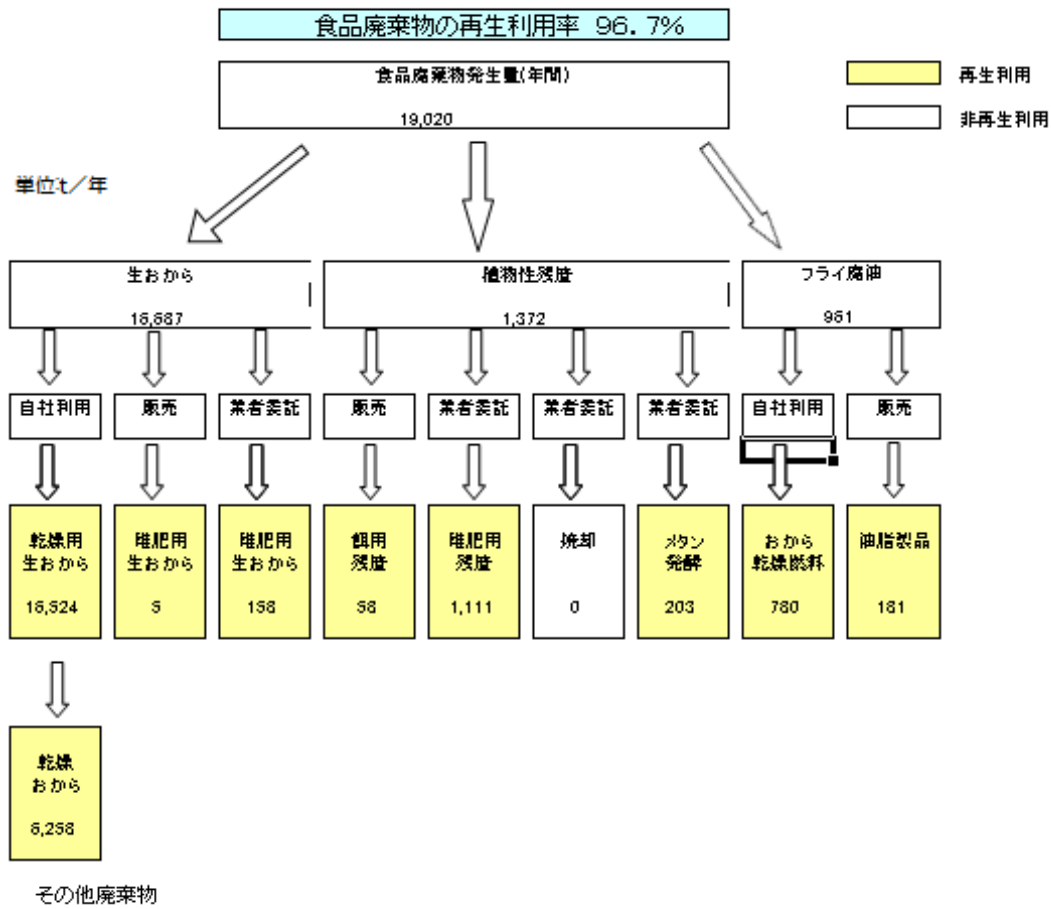 食品廃棄物の再生利用率 96.7%
食品廃棄物発生量(年間)
19,020
再生利用
非再生利用
単位:t/年
生おから
16,687
植物性残渣
1,372
フライ廃油
961
自社利用
販売
業者委託
販売
業者委託
業者委託
業者委託
自社利用
販売
乾燥用
生おから
16,524
堆肥用
生おから
5
堆肥用
生おから
158
餌用
残渣
58
堆肥用
残渣
1,111
焼却
0
メタン
発酵
203
おから
乾燥燃料
780
油脂製品
181
乾燥
おから
6,258
その他廃棄物